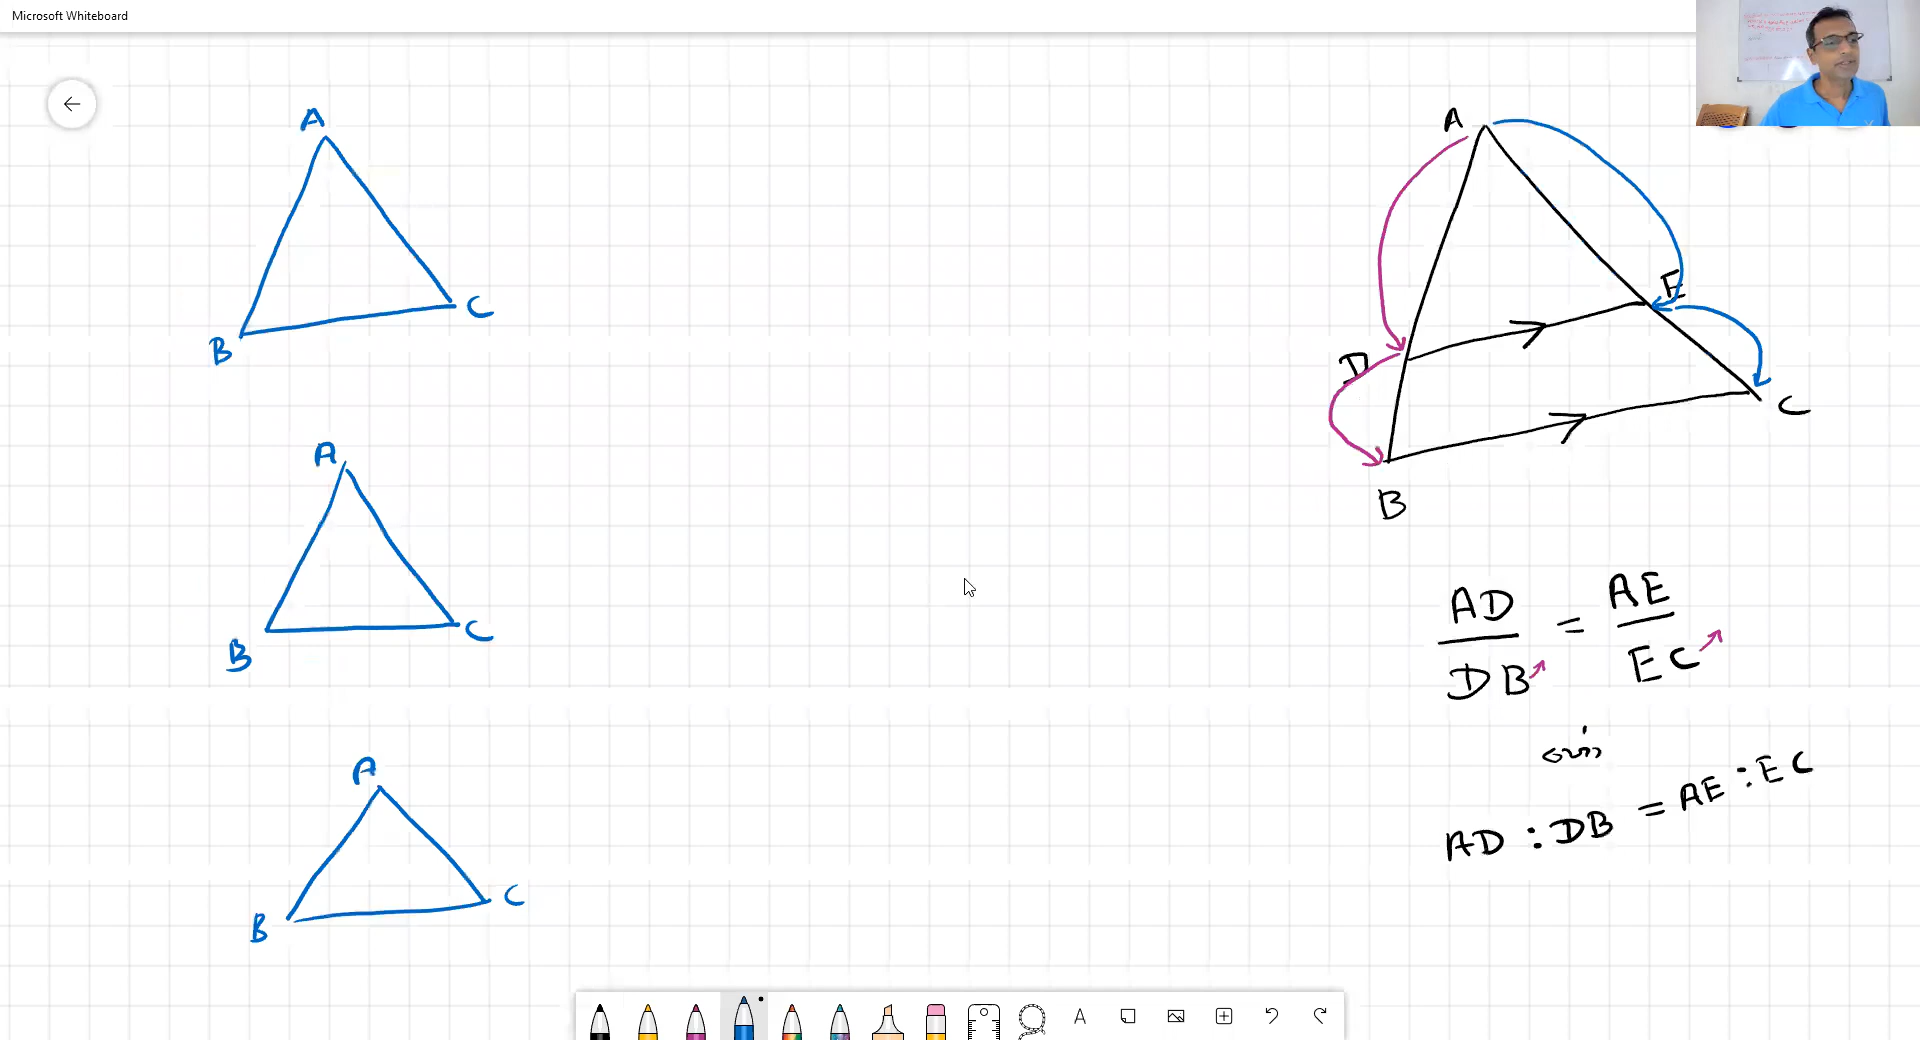 Microsoft Whiteboard
A
B
C
A
B
C
A
B
C
A
D
E
B
C
AD/DB = AE/EC
AD : DB = AE : EC